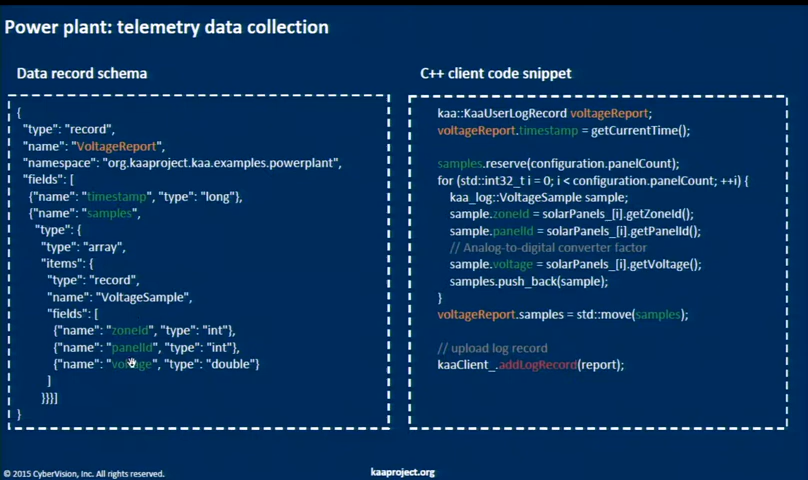 Power plant: telemetry data collection
Data record schema
{
"type": "record",
"name": "VoltageReport",
"namespace": "org.kaaproject.kaa.examples.powerplant",
"fields": [
{"name": "timestamp", "type": "long"},
{"name": "samples",
"type": {
"type": "array",
"items": {
"type": "record",
"name": "VoltageSample",
"fields": [
{"name": "zoneId", "type": "int"},
{"name": "panelId", "type": "int"},
{"name": "voltage", "type": "double"}
]
}}}]
}
C++ client code snippet
kaa::KaaUserLogRecord voltageReport;
voltageReport.timestamp = getCurrentTime();
samples.reserve(configuration.panelCount);
for (std::int32_t i = 0; i < configuration.panelCount; ++i) {
kaa_log::VoltageSample sample;
sample.zoneId = solarPanels_[i].getZoneId();
sample.panelId = solarPanels_[i].getPanelId();
// Analog-to-digital converter factor
sample.voltage = solarPanels_[i].getVoltage();
samples.push_back(sample);
}
voltageReport.samples = std::move(samples);
// upload log record
kaaClient_.addLogRecord(report);
© 2015 CyberVision, Inc. All rights reserved.
kaaproject.org